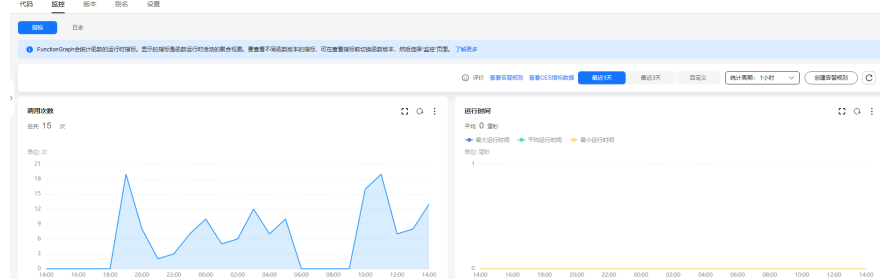 代码 监控 版本 别名 设置
指标 日志
FunctionGraph会统计函数的运行时指标。显示的指标是函数运行时活动的聚合视图。要查看不同函数版本的指标，可在查看指标前切换函数版本，然后选择“监控”页面。 了解更多
评价 查看告警规则 查看CES指标数据 最近1天 最近3天 自定义 统计周期: 1小时 创建告警规则
调用次数
总共 15 次
单位: 次
21
18
15
12
9
6
3
0
14:00 16:00 18:00 20:00 22:00 00:00 02:00 04:00 06:00 08:00 10:00 12:00 14:00
运行时间
平均 0 毫秒
最大运行时间 平均运行时间 最小运行时间
单位: 毫秒
1
0
14:00 16:00 18:00 20:00 22:00 00:00 02:00 04:00 06:00 08:00 10:00 12:00 14:00